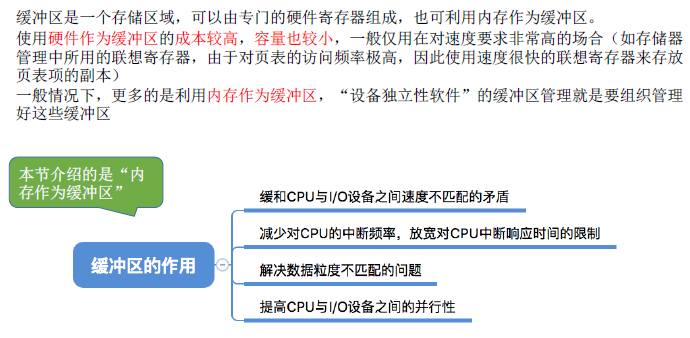 缓冲区是一个存储区域，可以由专门的硬件寄存器组成，也可利用内存作为缓冲区。
使用硬件作为缓冲区的成本较高，容量也较小，一般仅用在对速度要求非常高的场合（如存储器
管理中所用的联想寄存器，由于对页表的访问频率极高，因此使用速度很快的联想寄存器来存放
页表项的副本）
一般情况下，更多的是利用内存作为缓冲区，“设备独立性软件”的缓冲区管理就是要组织管理
好这些缓冲区
本节介绍的是“内
存作为缓冲区”
缓冲区的作用
缓和CPU与I/O设备之间速度不匹配的矛盾
减少对CPU的中断频率，放宽对CPU中断响应时间的限制
解决数据粒度不匹配的问题
提高CPU与I/O设备之间的并行性